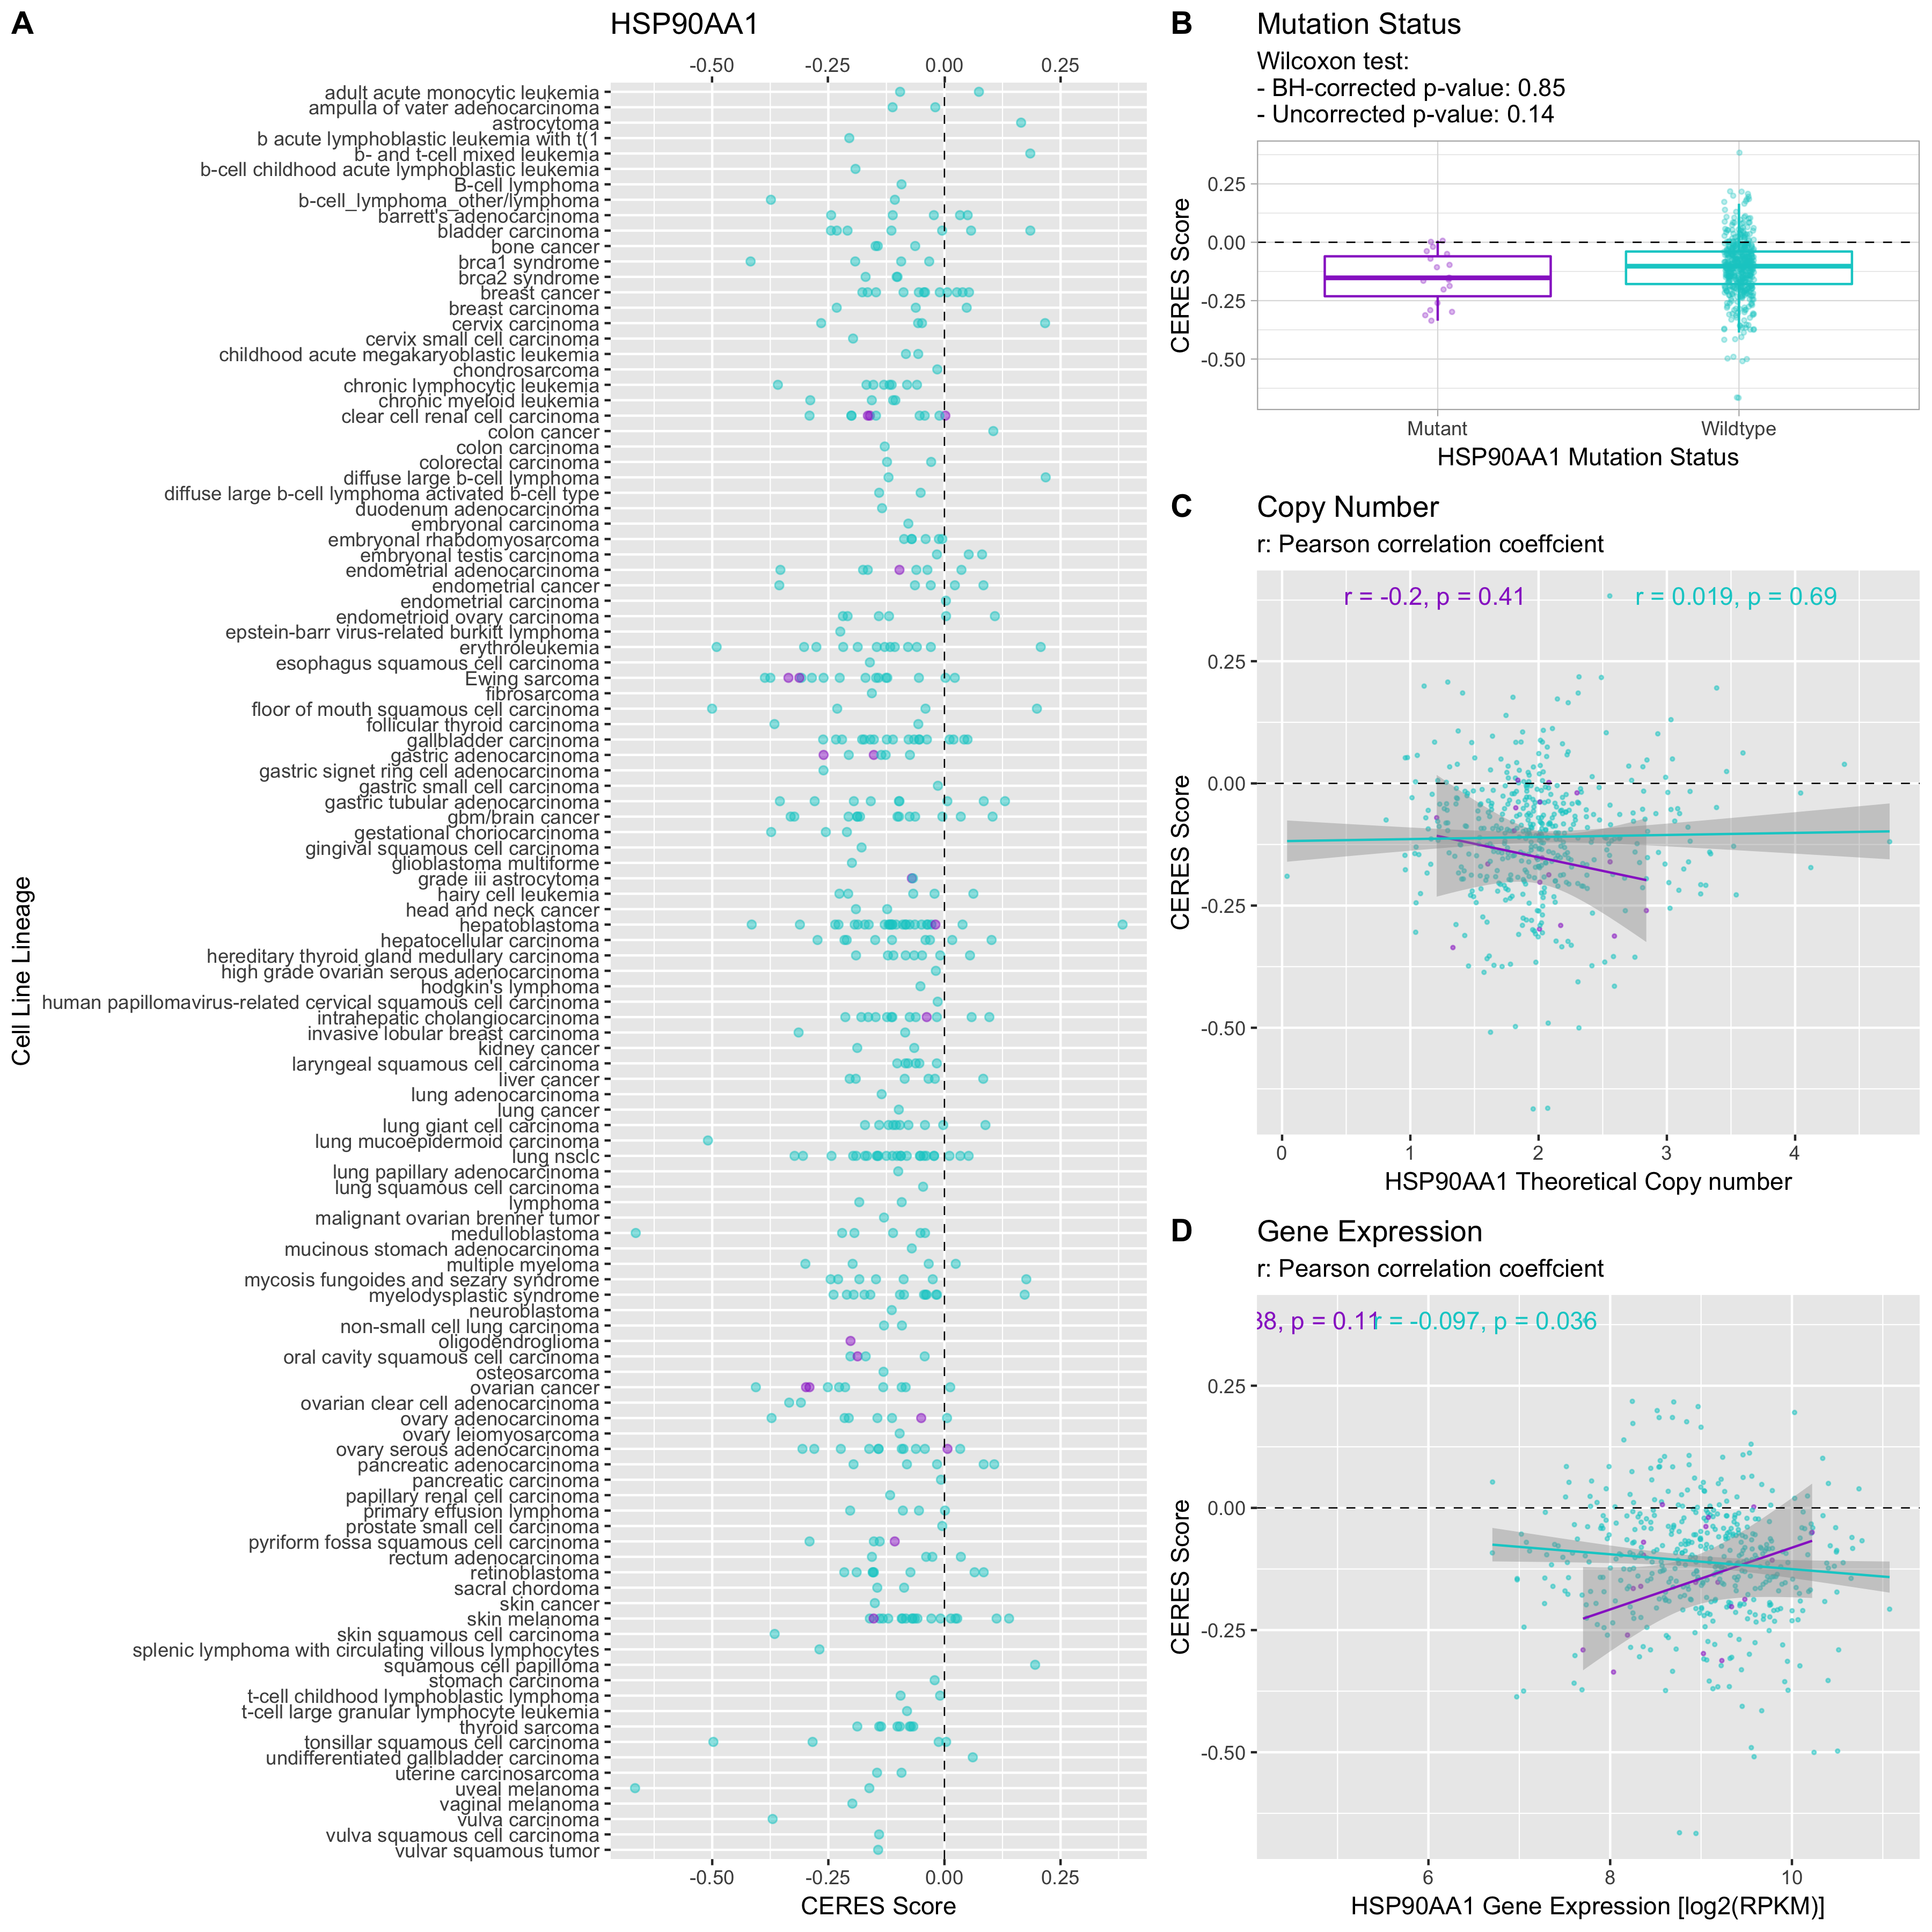 A
HSP90AA1
-0.50 -0.25 0.00 0.25
Cell Line Lineage
adult acute monocytic leukemia
ampulla of vater adenocarcinoma
astrocytoma
b acute lymphoblastic leukemia with t(1
b- and t-cell mixed leukemia
b-cell childhood acute lymphoblastic leukemia
B-cell lymphoma
b-cell_lymphoma_other/lymphoma
barrett's adenocarcinoma
bladder carcinoma
bone cancer
brca1 syndrome
brca2 syndrome
breast cancer
breast carcinoma
cervix carcinoma
cervix small cell carcinoma
childhood acute megakaryoblastic leukemia
chondrosarcoma
chronic lymphocytic leukemia
chronic myeloid leukemia
clear cell renal cell carcinoma
colon cancer
colon carcinoma
colorectal carcinoma
diffuse large b-cell lymphoma
diffuse large b-cell lymphoma activated b-cell type
duodenum adenocarcinoma
embryonal carcinoma
embryonal rhabdomyosarcoma
embryonal testis carcinoma
endometrial adenocarcinoma
endometrial cancer
endometrial carcinoma
endometrioid ovary carcinoma
epstein-barr virus-related burkitt lymphoma
erythroleukemia
esophagus squamous cell carcinoma
Ewing sarcoma
fibrosarcoma
floor of mouth squamous cell carcinoma
follicular thyroid carcinoma
gallbladder carcinoma
gastric adenocarcinoma
gastric signet ring cell adenocarcinoma
gastric small cell carcinoma
gastric tubular adenocarcinoma
gbm/brain cancer
gestational choriocarcinoma
gingival squamous cell carcinoma
glioblastoma multiforme
grade iii astrocytoma
hairy cell leukemia
head and neck cancer
hepatoblastoma
hepatocellular carcinoma
hereditary thyroid gland medullary carcinoma
high grade ovarian serous adenocarcinoma
hodgkin's lymphoma
human papillomavirus-related cervical squamous cell carcinoma
intrahepatic cholangiocarcinoma
invasive lobular breast carcinoma
kidney cancer
laryngeal squamous cell carcinoma
liver cancer
lung adenocarcinoma
lung cancer
lung giant cell carcinoma
lung mucoepidermoid carcinoma
lung nsclc
lung papillary adenocarcinoma
lung squamous cell carcinoma
lymphoma
malignant ovarian brenner tumor
medulloblastoma
mucinous stomach adenocarcinoma
multiple myeloma
mycosis fungoides and sezary syndrome
myelodysplastic syndrome
neuroblastoma
non-small cell lung carcinoma
oligodendroglioma
oral cavity squamous cell carcinoma
osteosarcoma
ovarian cancer
ovarian clear cell adenocarcinoma
ovary adenocarcinoma
ovary leiomyosarcoma
ovary serous adenocarcinoma
pancreatic adenocarcinoma
pancreatic carcinoma
papillary renal cell carcinoma
primary effusion lymphoma
prostate small cell carcinoma
pyriform fossa squamous cell carcinoma
rectum adenocarcinoma
retinoblastoma
sacral chordoma
skin cancer
skin melanoma
skin squamous cell carcinoma
splenic lymphoma with circulating villous lymphocytes
squamous cell papilloma
stomach carcinoma
t-cell childhood lymphoblastic lymphoma
t-cell large granular lymphocyte leukemia
thyroid sarcoma
tonsillar squamous cell carcinoma
undifferentiated gallbladder carcinoma
uterine carcinosarcoma
uveal melanoma
vaginal melanoma
vulva carcinoma
vulva squamous cell carcinoma
vulvar squamous tumor
-0.50 -0.25 0.00 0.25
CERES Score
B
Mutation Status
Wilcoxon test:
- BH-corrected p-value: 0.85
- Uncorrected p-value: 0.14
CERES Score
0.25
0.00
-0.25
-0.50
Mutant Wildtype
HSP90AA1 Mutation Status
C
Copy Number
r: Pearson correlation coeffcient
r = -0.2, p = 0.41 r = 0.019, p = 0.69
CERES Score
0.25
0.00
-0.25
-0.50
0 1 2 3 4
HSP90AA1 Theoretical Copy number
D
Gene Expression
r: Pearson correlation coeffcient
38, p = 0.11 r = -0.097, p = 0.036
CERES Score
0.25
0.00
-0.25
-0.50
6 8 10
HSP90AA1 Gene Expression [log2(RPKM)]